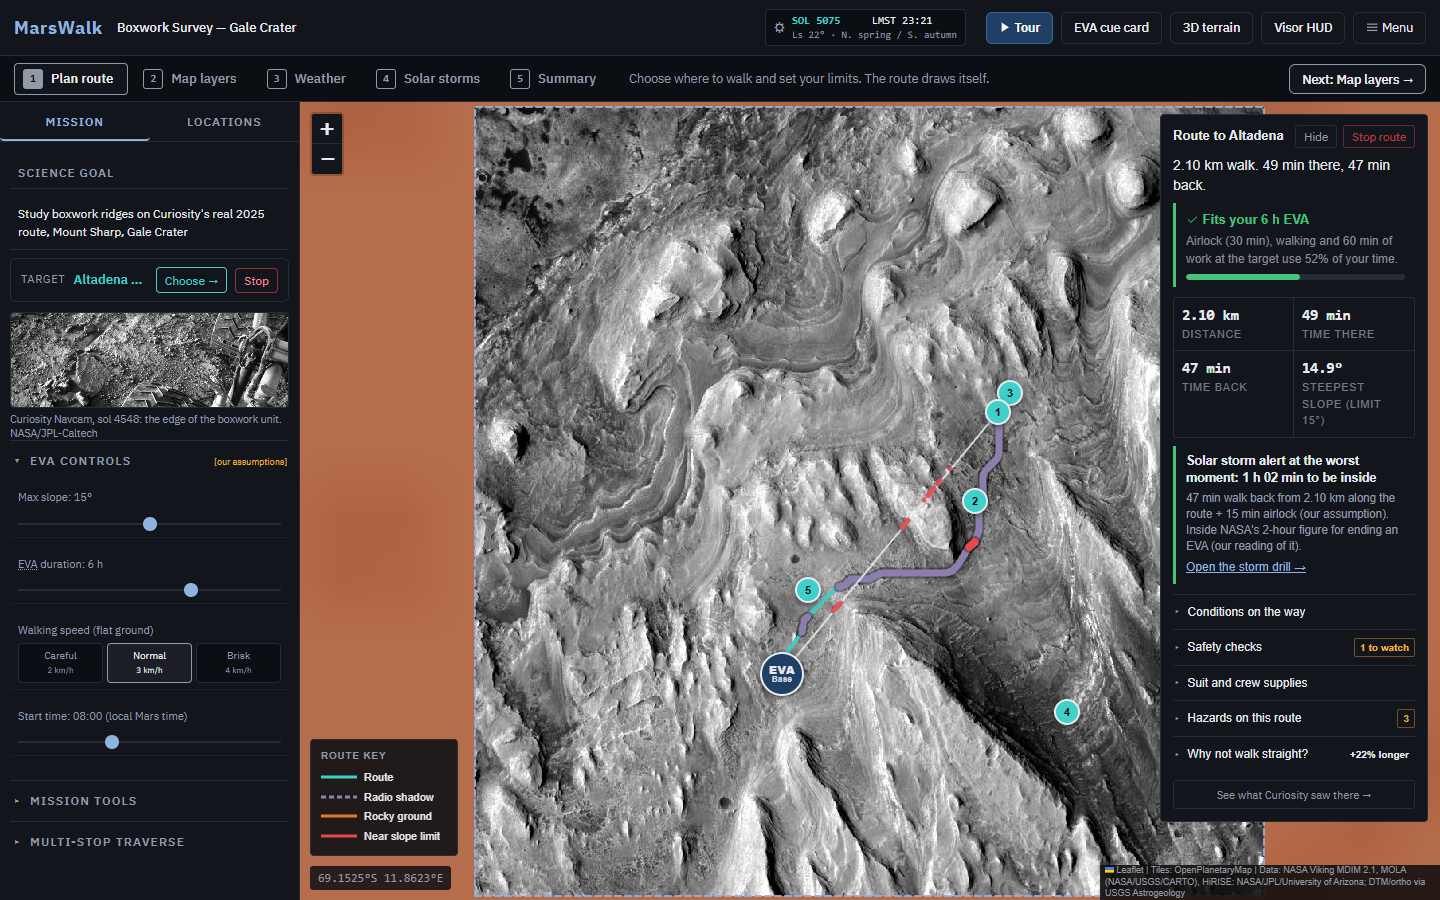 MarsWalk
Boxwork Survey — Gale Crater
SOL 5075 LMST 23:21
Ls 22° · N. spring / S. autumn
Tour
EVA cue card
3D terrain
Visor HUD
Menu
1 Plan route
2 Map layers
3 Weather
4 Solar storms
5 Summary
Choose where to walk and set your limits. The route draws itself.
Next: Map layers →
MISSION
LOCATIONS
SCIENCE GOAL
Study boxwork ridges on Curiosity's real 2025
route, Mount Sharp, Gale Crater
TARGET Altadena ... Choose → Stop
Curiosity Navcam, sol 4548: the edge of the boxwork unit.
NASA/JPL-Caltech
EVA CONTROLS [our assumptions]
Max slope: 15°
EVA duration: 6 h
Walking speed (flat ground)
Careful
2 km/h
Normal
3 km/h
Brisk
4 km/h
Start time: 08:00 (local Mars time)
MISSION TOOLS
MULTI-STOP TRAVERSE
+
−
3
1
2
5
EVA
Base
4
ROUTE KEY
Route
Radio shadow
Rocky ground
Near slope limit
69.1525°S 11.8623°E
Route to Altadena Hide Stop route
2.10 km walk. 49 min there, 47 min
back.
✓ Fits your 6 h EVA
Airlock (30 min), walking and 60 min of
work at the target use 52% of your time.
2.10 km
DISTANCE
49 min
TIME THERE
47 min
TIME BACK
14.9°
STEEPEST
SLOPE (LIMIT
15°)
Solar storm alert at the worst
moment: 1 h 02 min to be inside
47 min walk back from 2.10 km along the
route + 15 min airlock (our assumption).
Inside NASA's 2-hour figure for ending an
EVA (our reading of it).
Open the storm drill →
Conditions on the way
Safety checks 1 to watch
Suit and crew supplies
Hazards on this route 3
Why not walk straight? +22% longer
See what Curiosity saw there →
Leaflet | Tiles: OpenPlanetaryMap | Data: NASA Viking MDIM 2.1, MOLA
(NASA/USGS/CARTO), HiRISE: NASA/JPL/University of Arizona; DTM/ortho via
USGS Astrogeology